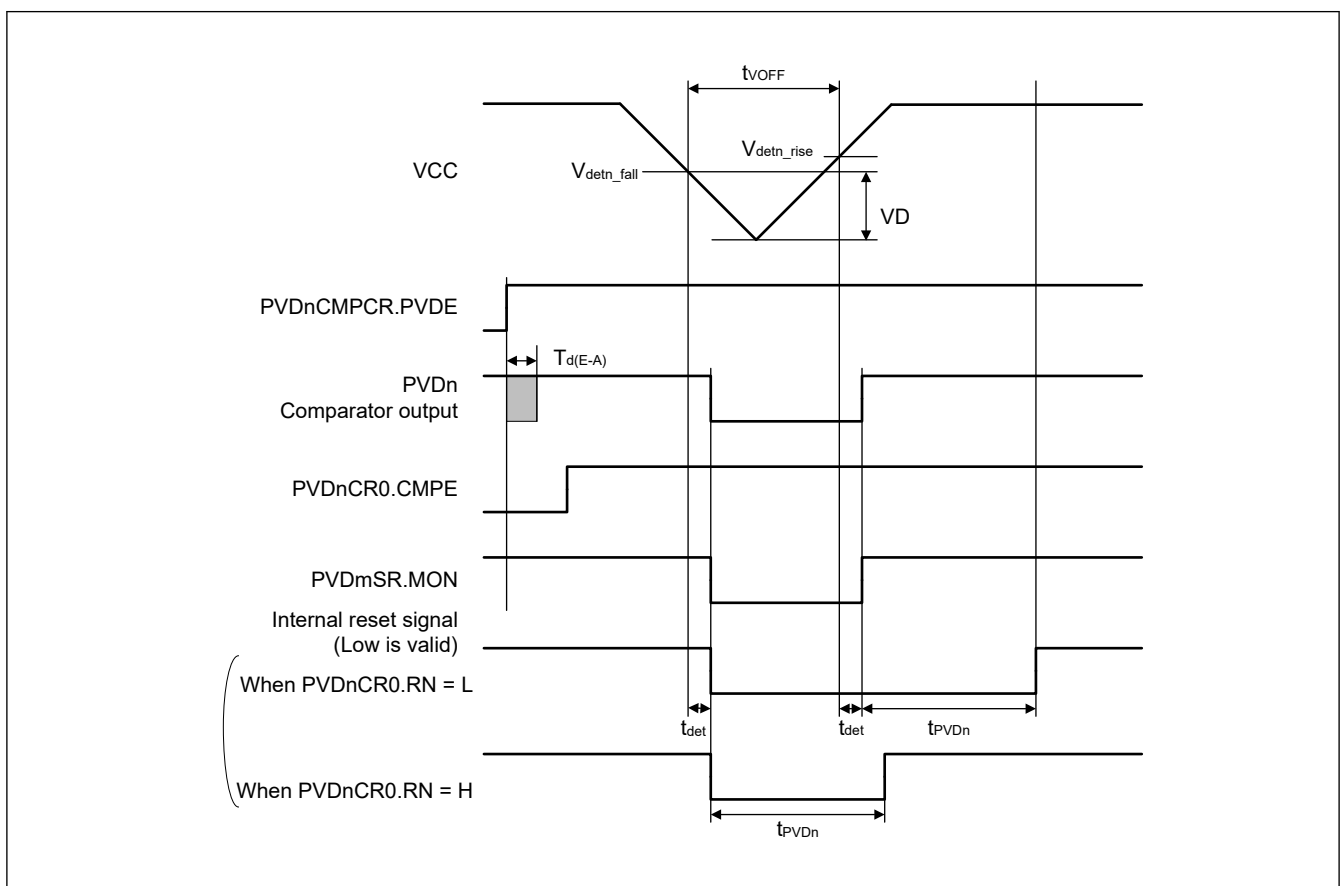 tVOFF
Vdetn_rise
VCC
Vdetn_fall
VD
PVDnCMPCR.PVDE
Td(E-A)
PVDn
Comparator output
PVDnCR0.CMPE
PVDmSR.MON
Internal reset signal
(Low is valid)
When PVDnCR0.RN = L
tdet
tdet
tPVDn
When PVDnCR0.RN = H
tPVDn